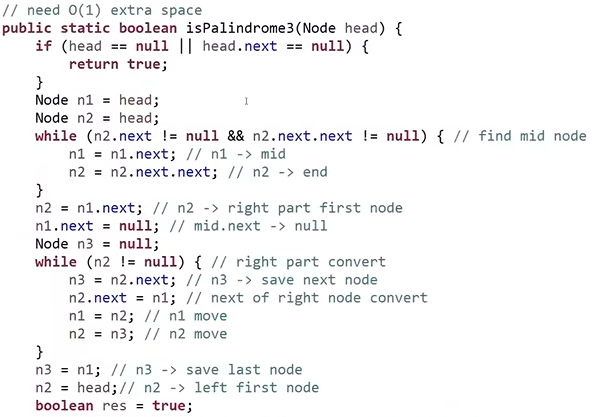 // need O(1) extra space
public static boolean isPalindrome3(Node head) {
    if (head == null || head.next == null) {
        return true;
    }
    Node n1 = head;
    Node n2 = head;
    while (n2.next != null && n2.next.next != null) { // find mid node
        n1 = n1.next; // n1 -> mid
        n2 = n2.next.next; // n2 -> end
    }
    n2 = n1.next; // n2 -> right part first node
    n1.next = null; // mid.next -> null
    Node n3 = null;
    while (n2 != null) { // right part convert
        n3 = n2.next; // n3 -> save next node
        n2.next = n1; // next of right node convert
        n1 = n2; // n1 move
        n2 = n3; // n2 move
    }
    n3 = n1; // n3 -> save last node
    n2 = head;// n2 -> left first node
    boolean res = true;